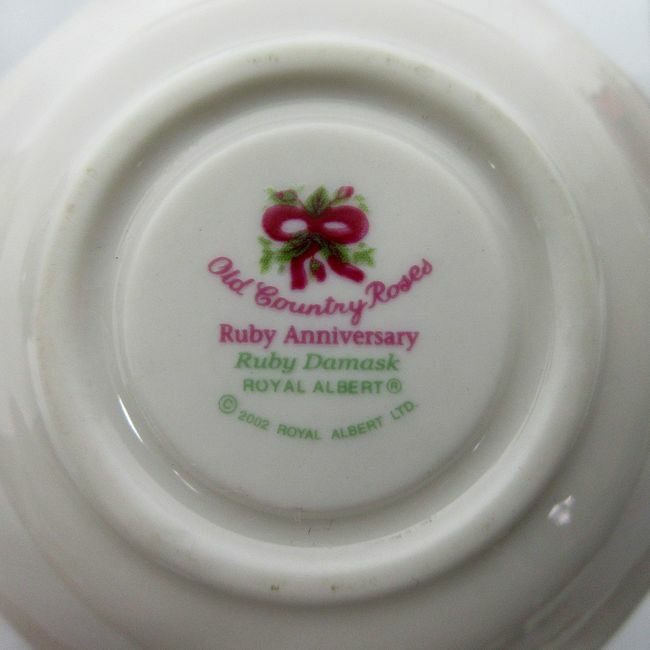 Old Country Roses
Ruby Anniversary
Ruby Damask
ROYAL ALBERT®
© 2002 ROYAL ALBERT LTD.